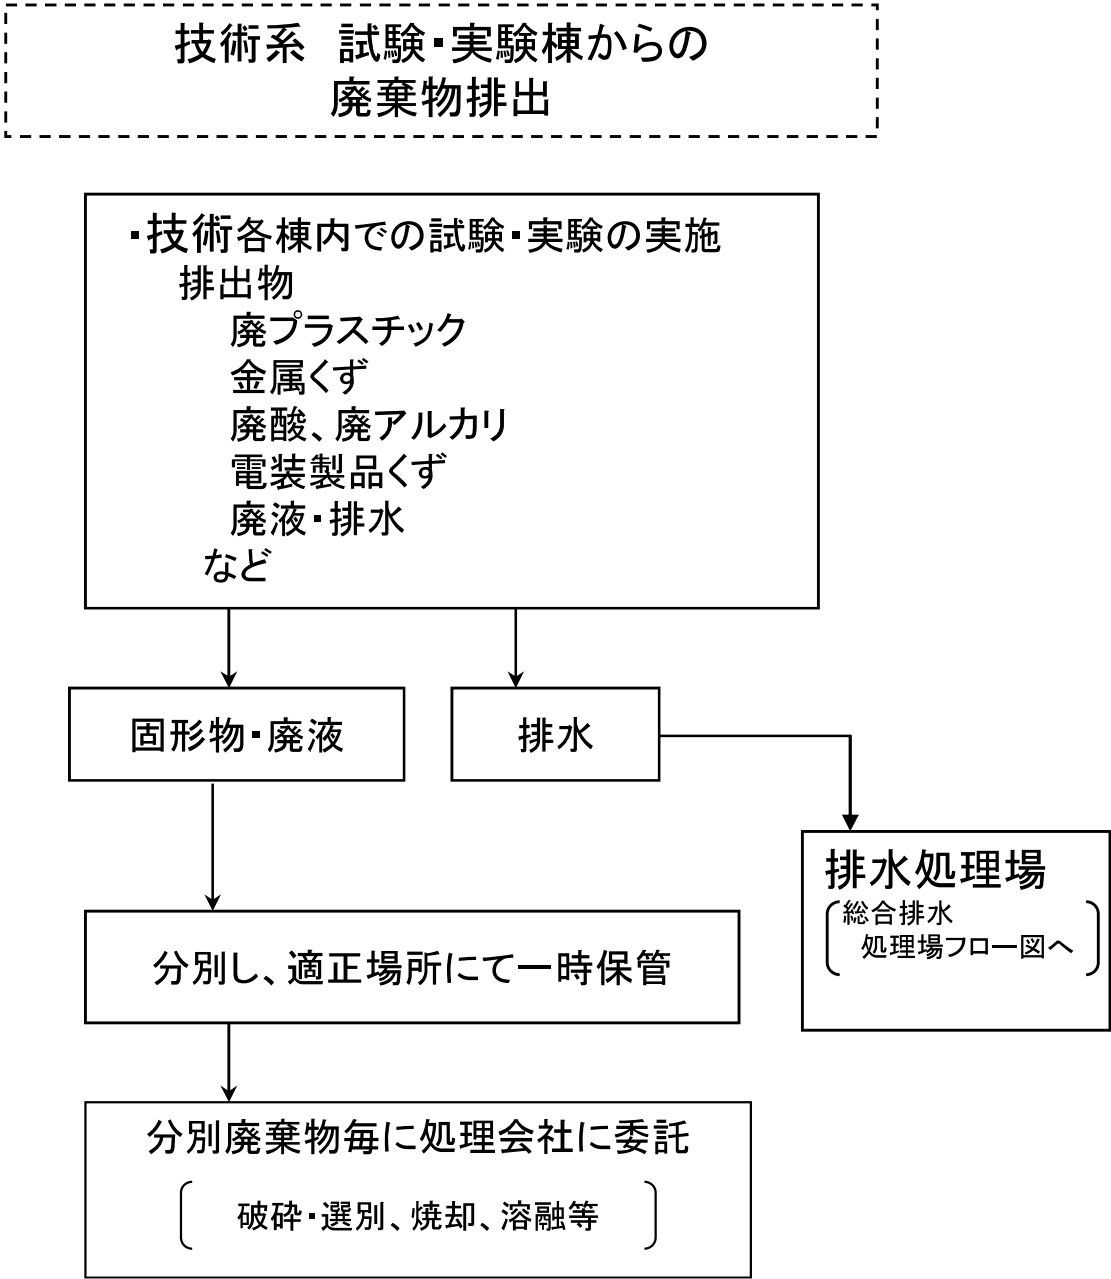 技術系　試験・実験棟からの
廃棄物排出
・技術各棟内での試験・実験の実施
排出物
廃プラスチック
金属くず
廃酸、廃アルカリ
電装製品くず
廃液・排水
など
固形物・廃液
排水
排水処理場
総合排水
処理場フロー図へ
分別し、適正場所にて一時保管
分別廃棄物毎に処理会社に委託
破砕・選別、焼却、溶融等